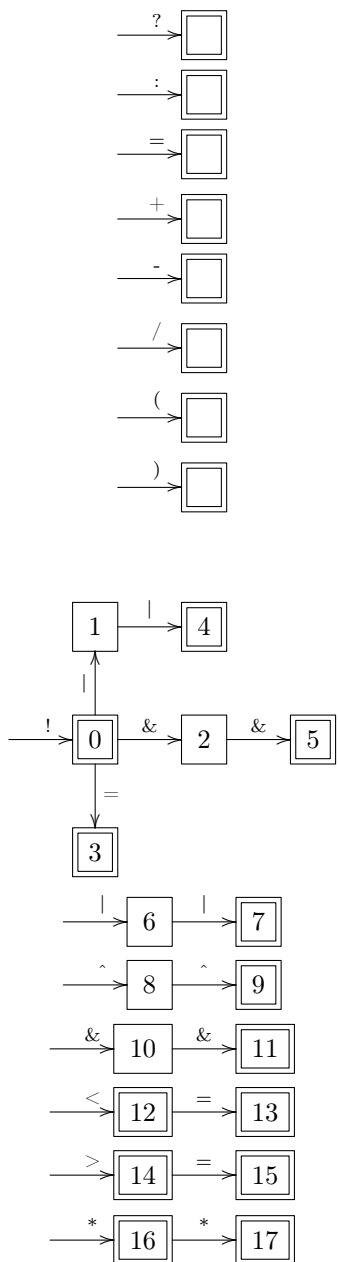 ?
:
=
+
-
/
(
)
1 | 4
|
! 0 & 2 & 5
=
3
| 6 | 7
^ 8 ^ 9
& 10 & 11
< 12 = 13
> 14 = 15
* 16 * 17